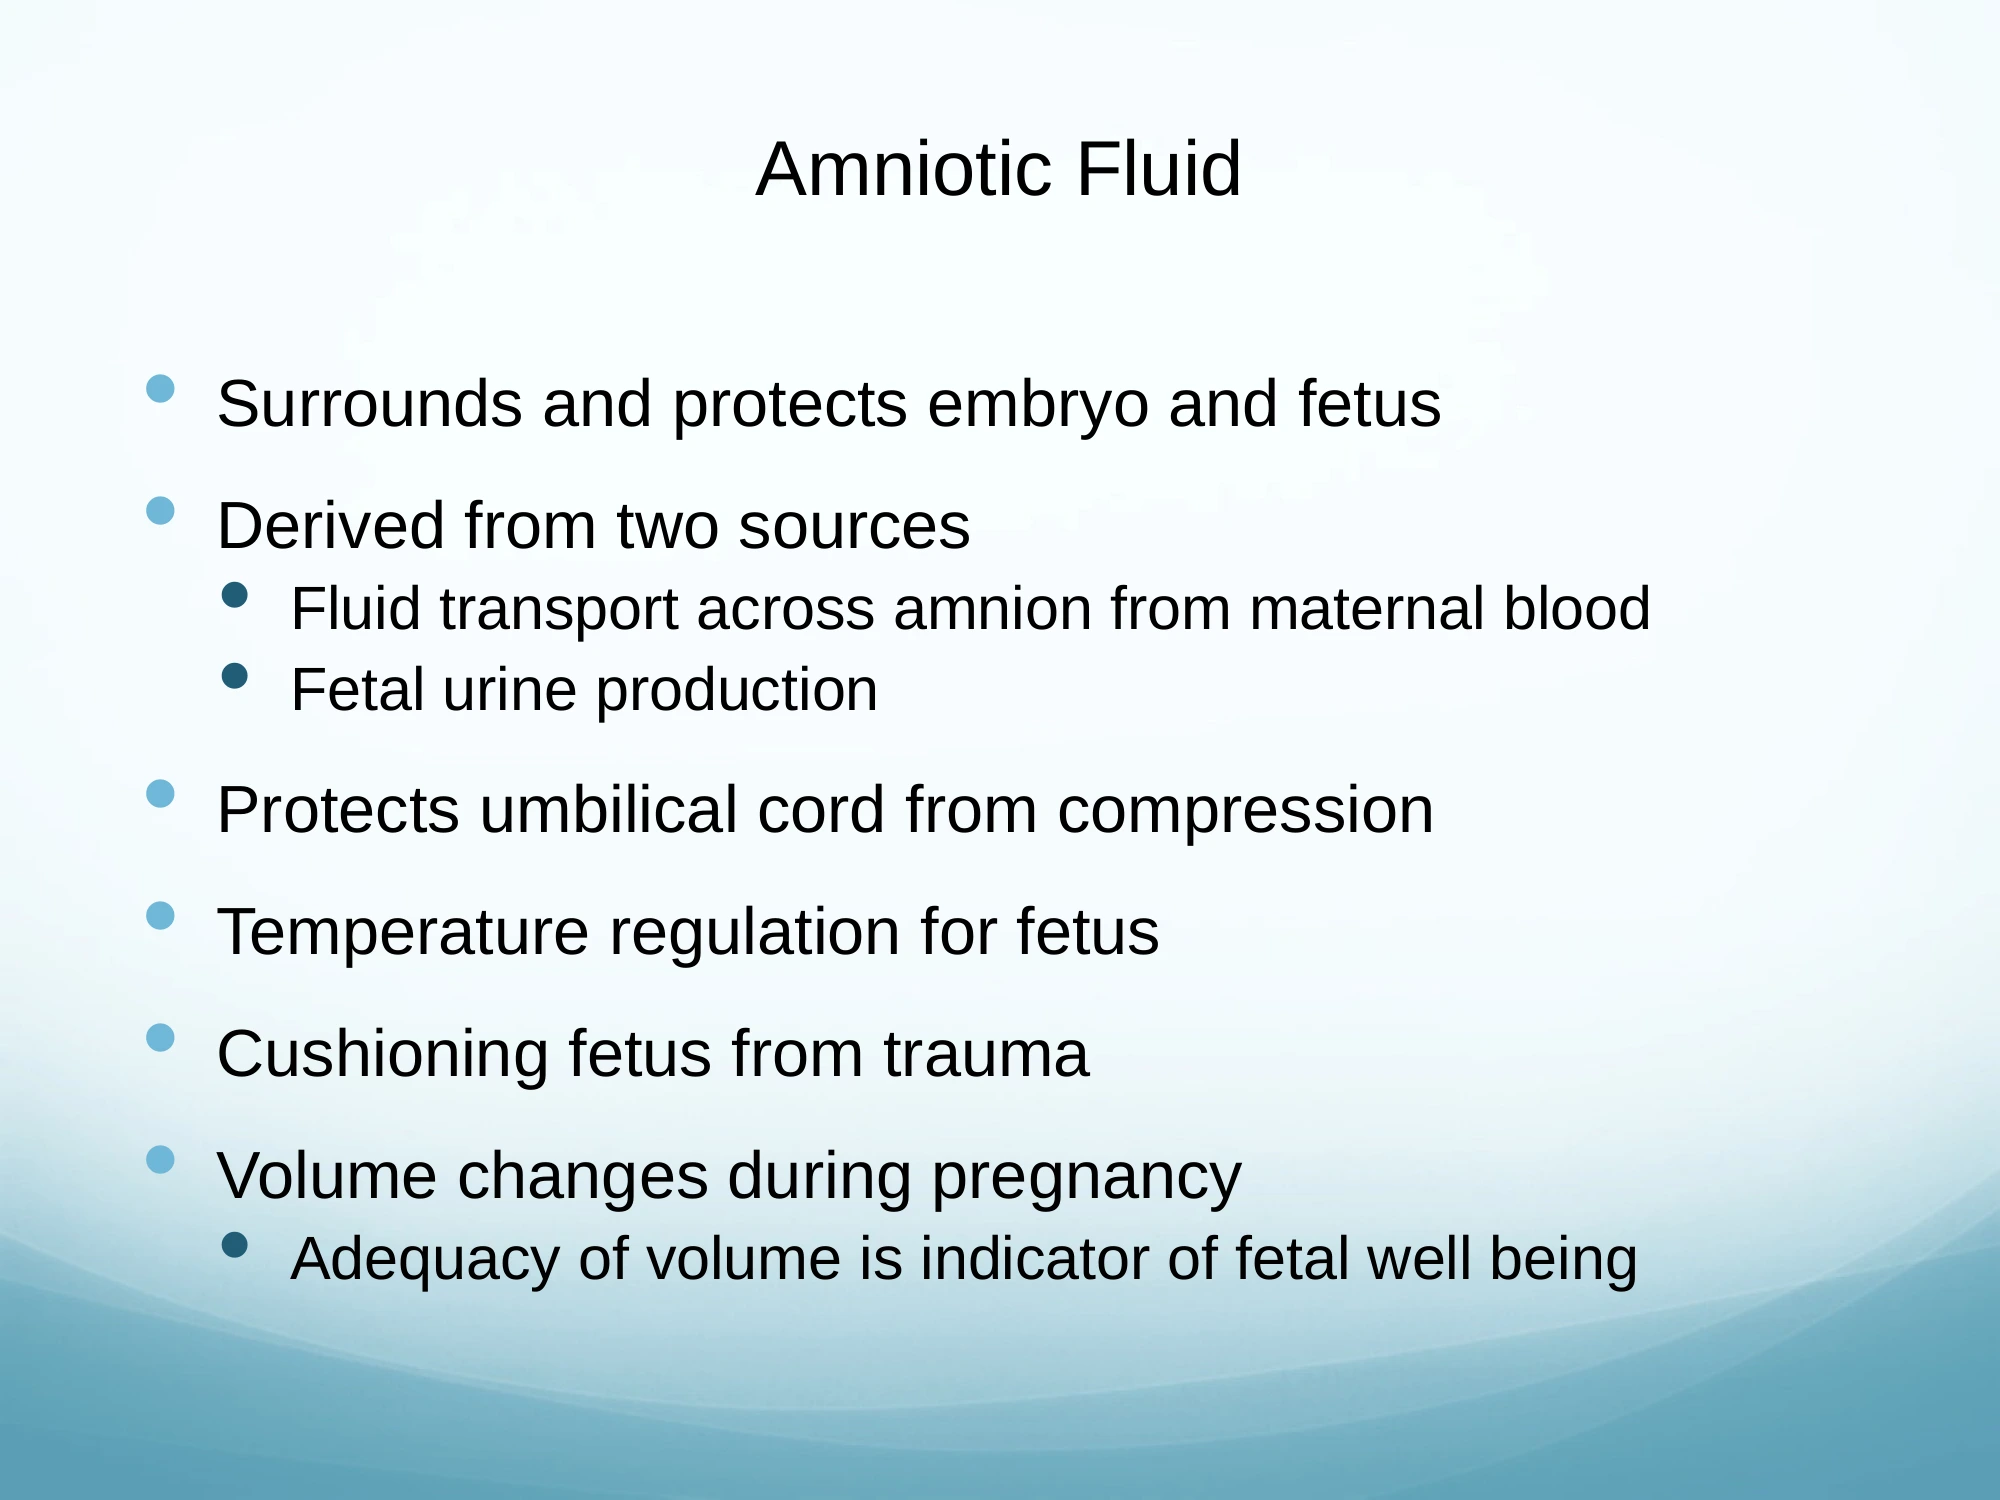 Amniotic Fluid
• Surrounds and protects embryo and fetus
• Derived from two sources
• Fluid transport across amnion from maternal blood
• Fetal urine production
• Protects umbilical cord from compression
• Temperature regulation for fetus
• Cushioning fetus from trauma
• Volume changes during pregnancy
• Adequacy of volume is indicator of fetal well being